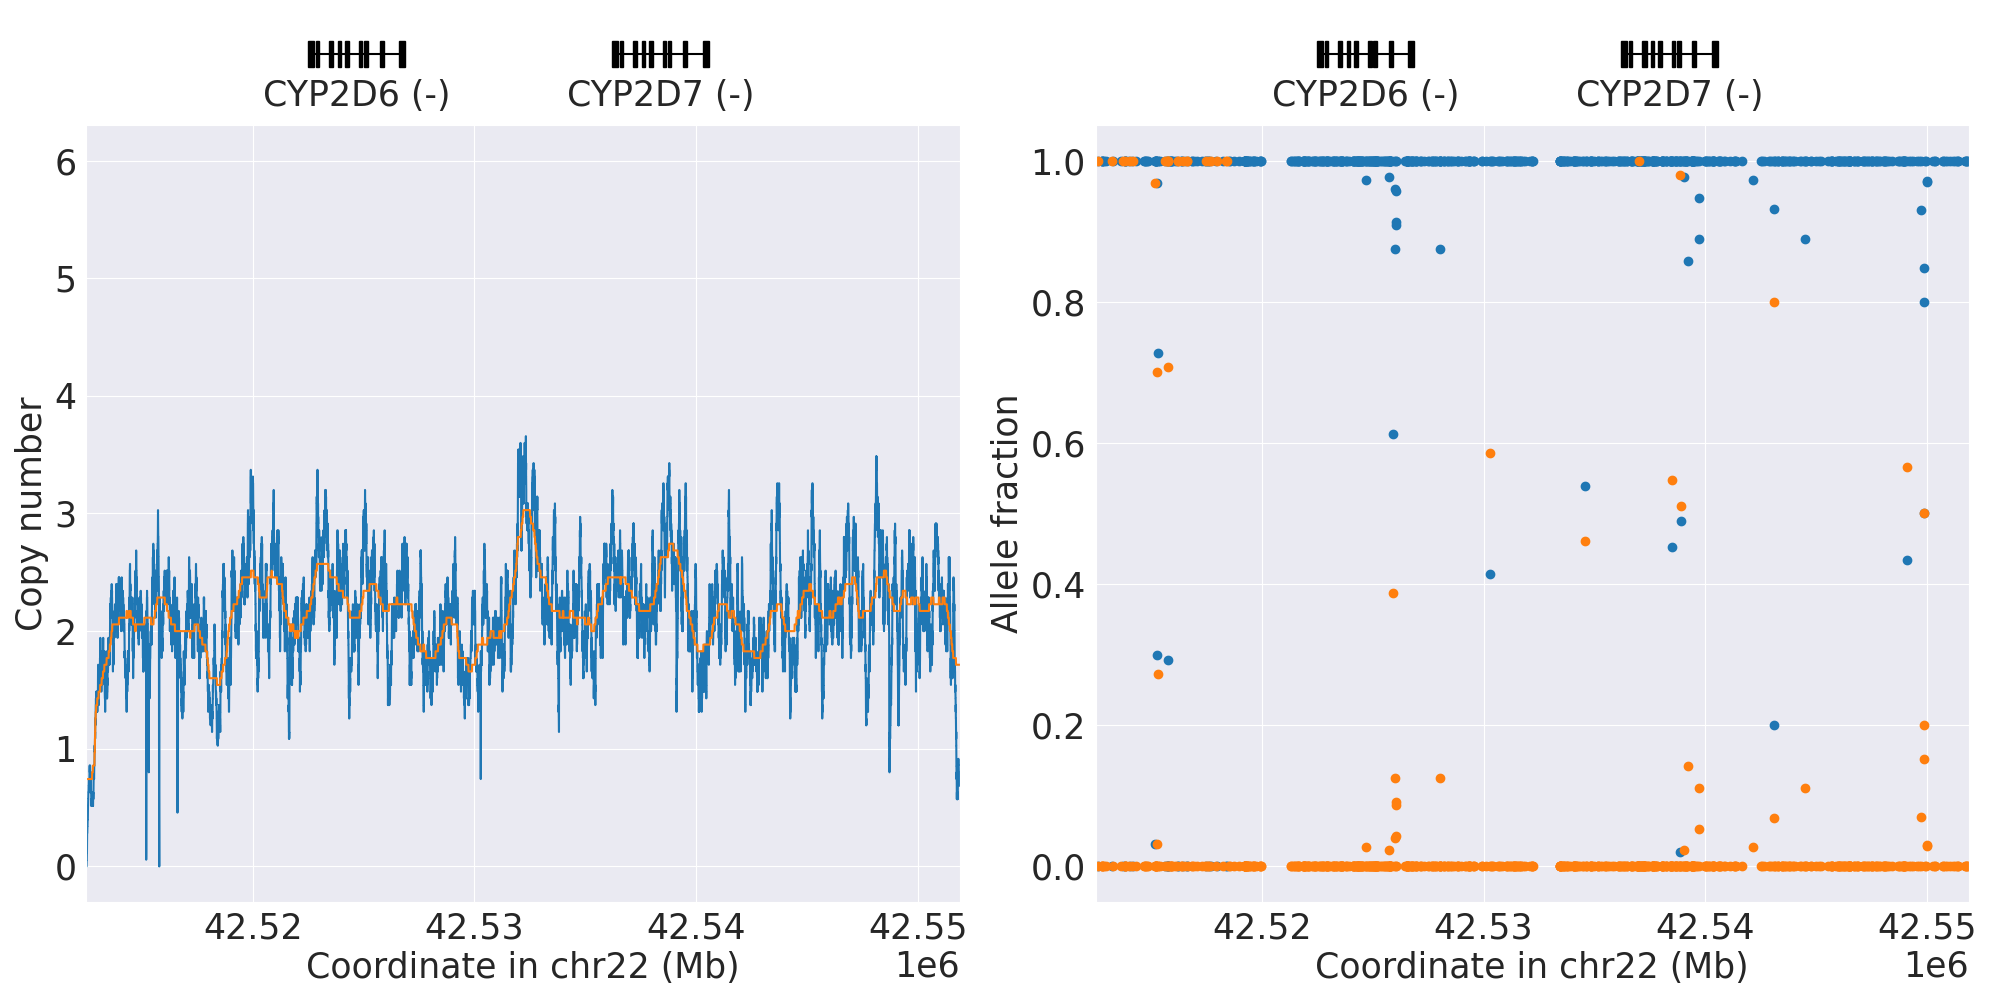 CYP2D6 (-) CYP2D7 (-)
6
5
4
3
2
1
0
Copy number
42.52 42.53 42.54 42.55
Coordinate in chr22 (Mb)
1e6
CYP2D6 (-) CYP2D7 (-)
1.0
0.8
0.6
0.4
0.2
0.0
Allele fraction
42.52 42.53 42.54 42.55
Coordinate in chr22 (Mb)
1e6